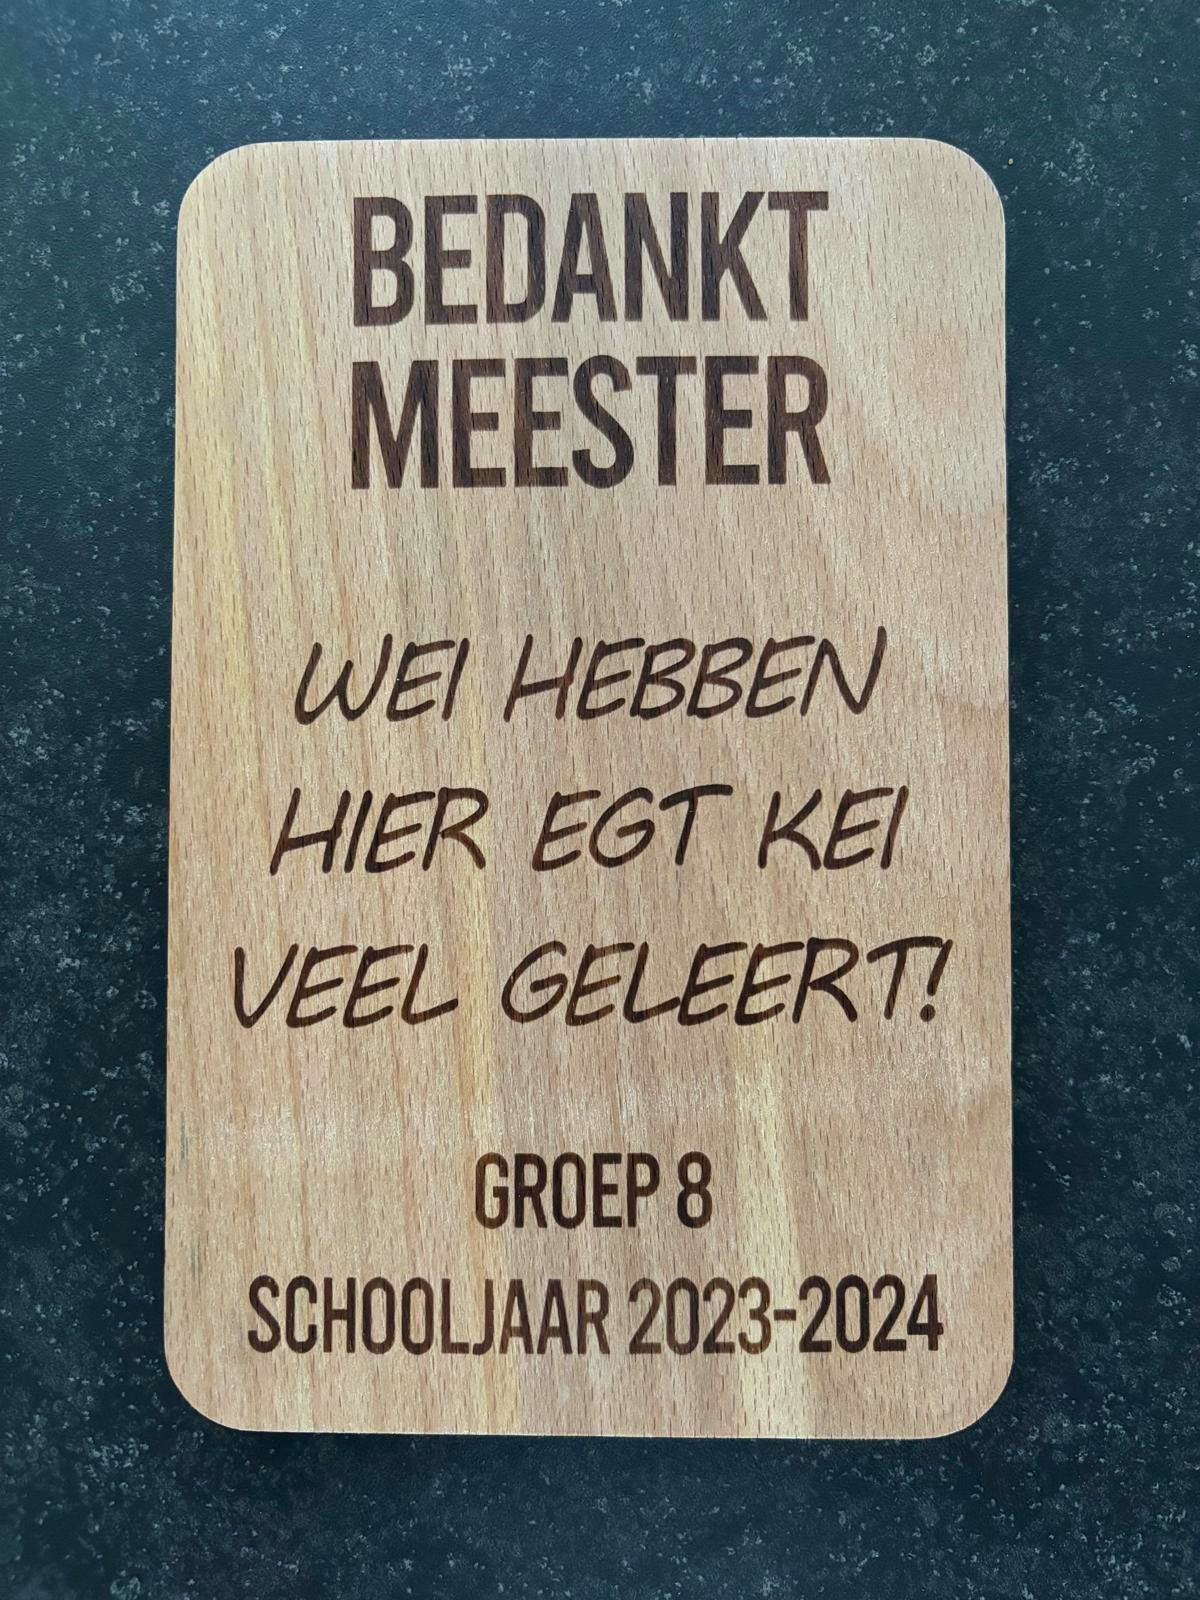 BEDANKT
MEESTER
WEI HEBBEN
HIER EGT KEI
VEEL GELEERT!
GROEP 8
SCHOOLJAAR 2023-2024